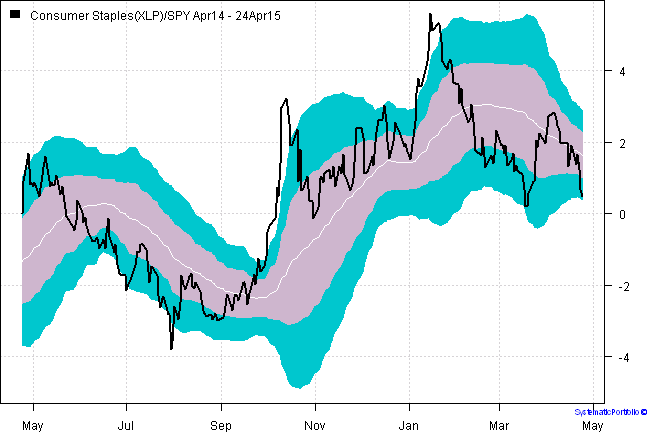 Consumer Staples(XLP)/SPY Apr14 - 24Apr15
4
2
0
-2
-4
SystematicPortfolio ©
May Jul Sep Nov Jan Mar May